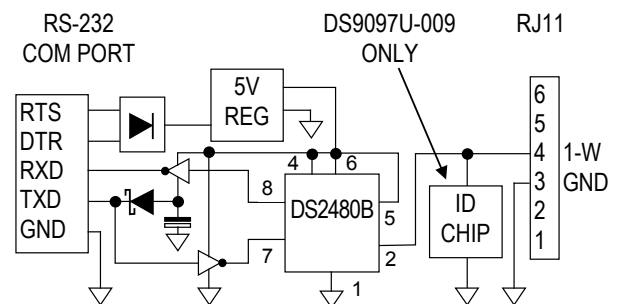 RS-232
COM PORT
DS9097U-009
ONLY
RJ11
5V
REG
RTS
DTR
RXD
TXD
GND
4
6
8
DS2480B
5
7
2
1
ID
CHIP
6
5
4
3
2
1
1-W
GND